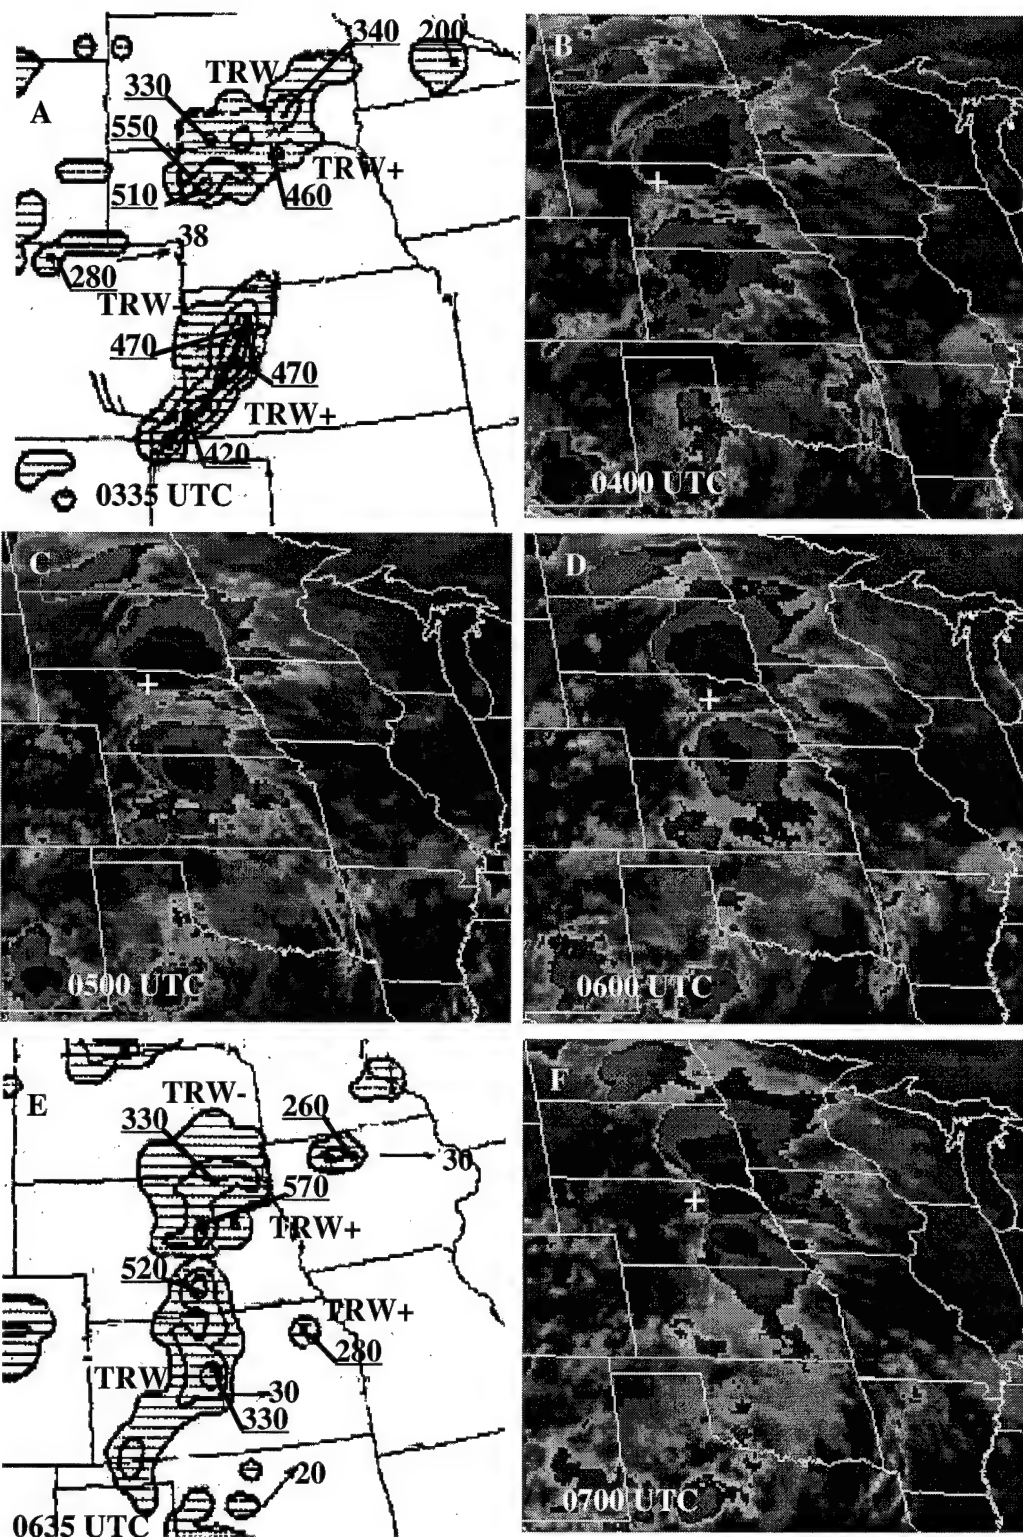 340 200
TRW
330
A
550
TRW+
510
460
38
280
TRW-
470
470
TRW+
420
0335 UTC
B
0400 UTC
C
0500 UTC
D
0600 UTC
E
TRW-
330
260
30
570
TRW+
520
TRW+
280
TRW
30
330
20
0635 UTC
F
0700 UTC